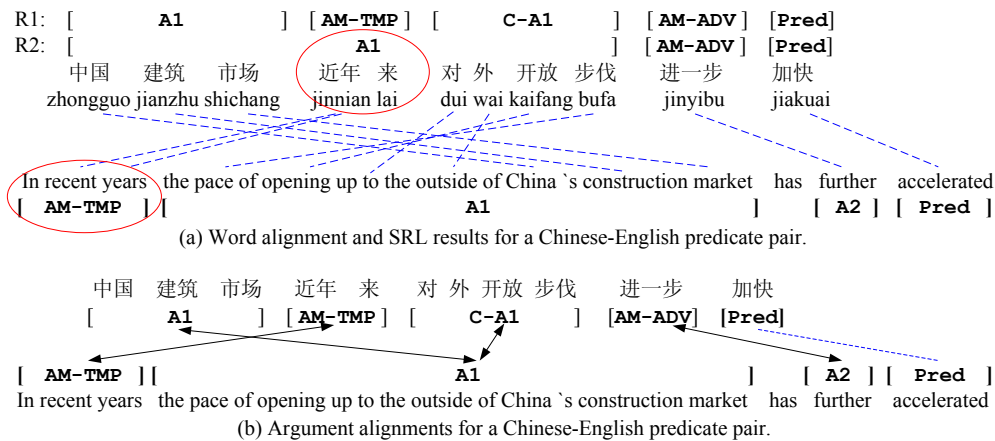 R1: [ A1 ] [ AM-TMP ] [ C-A1 ] [ AM-ADV ] [Pred]
R2: [ A1 ] [ AM-ADV ] [Pred]
中国 建筑 市场 近年 来 对 外 开放 步伐 进一步 加快
zhongguo jianzhu shichang jinnian lai dui wai kaifang bufa jinyibu jiakuai
In recent years the pace of opening up to the outside of China `s construction market has further accelerated
[ AM-TMP ] [ A1 ] [ A2 ] [ Pred ]
(a) Word alignment and SRL results for a Chinese-English predicate pair.
中国 建筑 市场 近年 来 对 外 开放 步伐 进一步 加快
[ A1 ] [ AM-TMP ] [ C-A1 ] [AM-ADV] [Pred]
[ AM-TMP ] [ A1 ] [ A2 ] [ Pred ]
In recent years the pace of opening up to the outside of China `s construction market has further accelerated
(b) Argument alignments for a Chinese-English predicate pair.